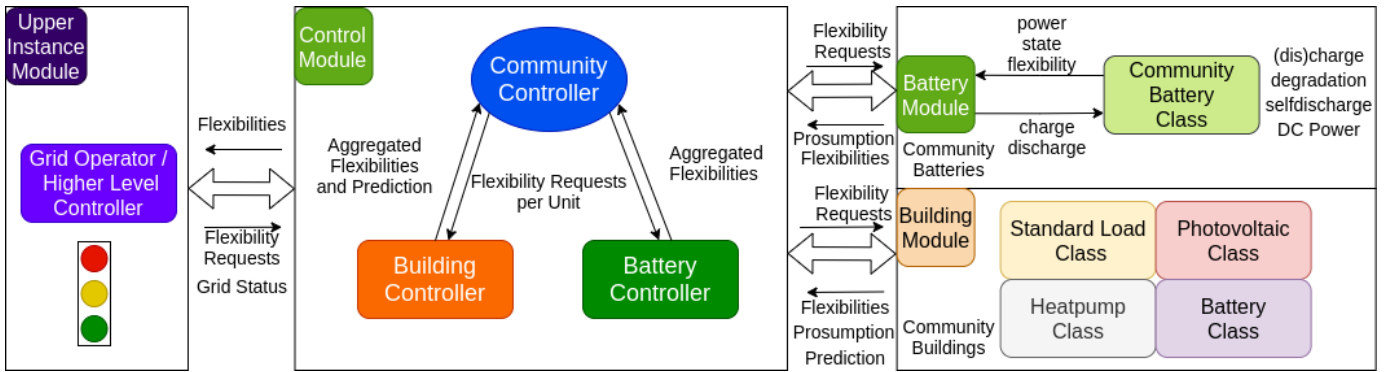 Upper
Instance
Module
Grid Operator /
Higher Level
Controller
Flexibilities
Flexibility
Requests
Grid Status
Control
Module
Community
Controller
Aggregated
Flexibilities
and Prediction
Flexibility Requests
per Unit
Aggregated
Flexibilities
Building
Controller
Battery
Controller
Flexibility
Requests
Prosumption
Flexibilities
Flexibility
Requests
Flexibilities
Prosumption
Prediction
Battery
Module
Community
Batteries
power
state
flexibility
charge
discharge
Community
Battery
Class
(dis)charge
degradation
selfdischarge
DC Power
Building
Module
Community
Buildings
Standard Load
Class
Photovoltaic
Class
Heatpump
Class
Battery
Class